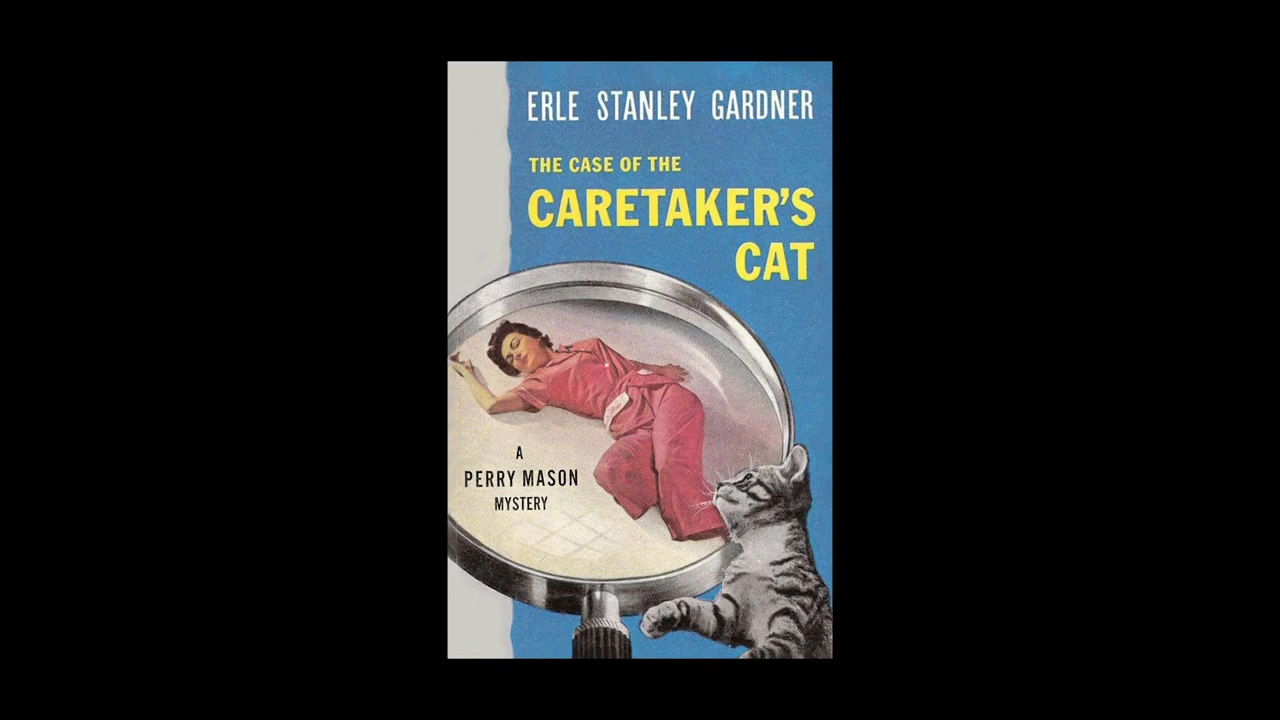 ERLE STANLEY GARDNER
THE CASE OF THE
CARETAKER'S
CAT
A
PERRY MASON
MYSTERY